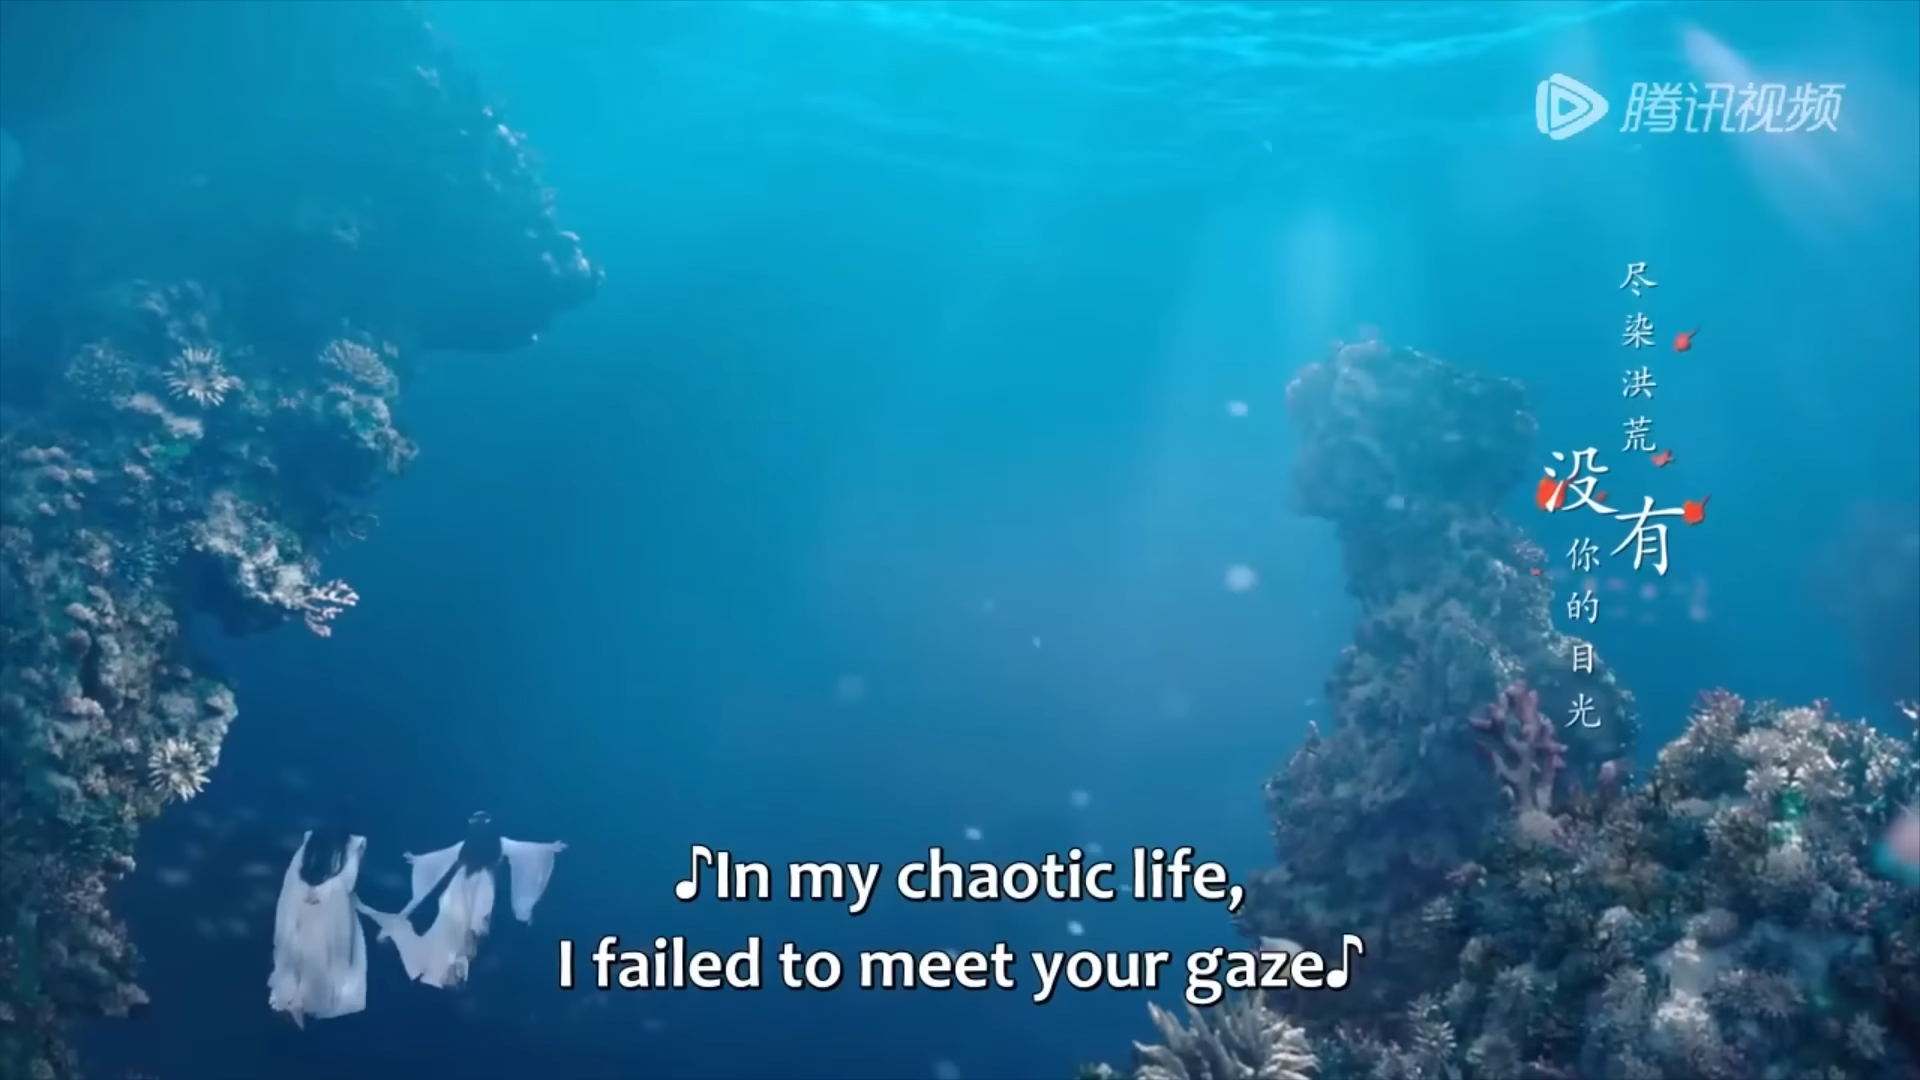 腾讯视频
尽染洪荒
没有
你的目光
♪In my chaotic life,
I failed to meet your gaze♪